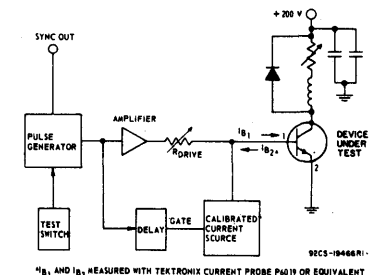 + 200 V
SYNC OUT
AMPLIFIER
PULSE
GENERATOR
RDRIVE
IB1
IB2*
1
2
DEVICE
UNDER
TEST
TEST
SWITCH
DELAY
GATE
CALIBRATED
CURRENT
SOURCE
92CS-19466R1
*IB1 AND IB2 MEASURED WITH TEKTRONIX CURRENT PROBE P6019 OR EQUIVALENT